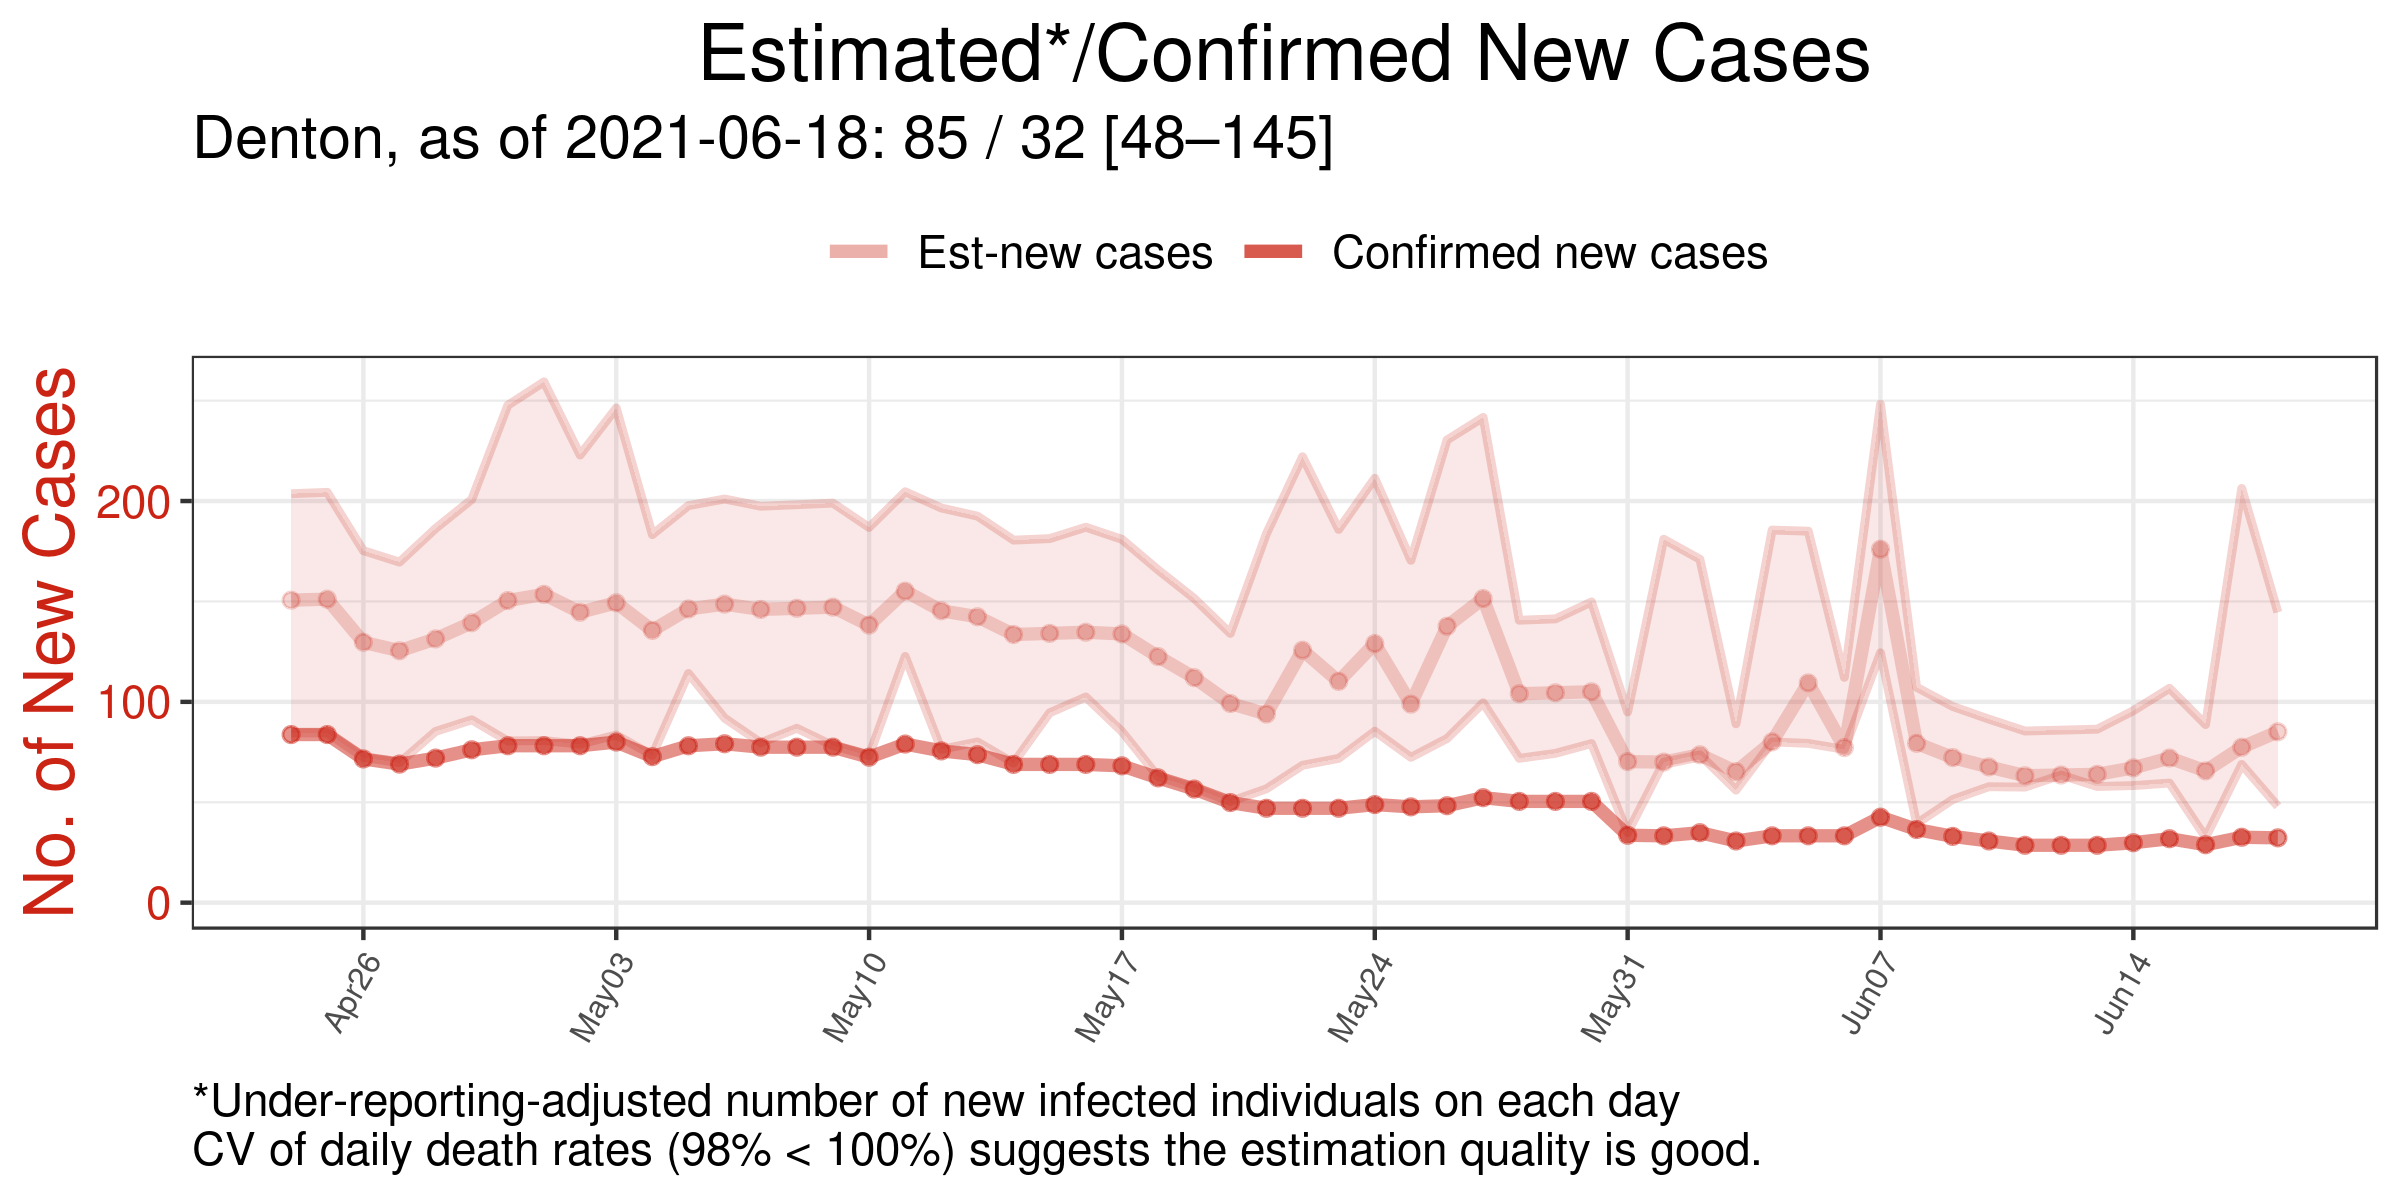 Estimated*/Confirmed New Cases
Denton, as of 2021-06-18: 85 / 32 [48–145]
Est-new cases Confirmed new cases
No. of New Cases
200
100
0
Apr26 May03 May10 May17 May24 May31 Jun07 Jun14
*Under-reporting-adjusted number of new infected individuals on each day
CV of daily death rates (98% < 100%) suggests the estimation quality is good.